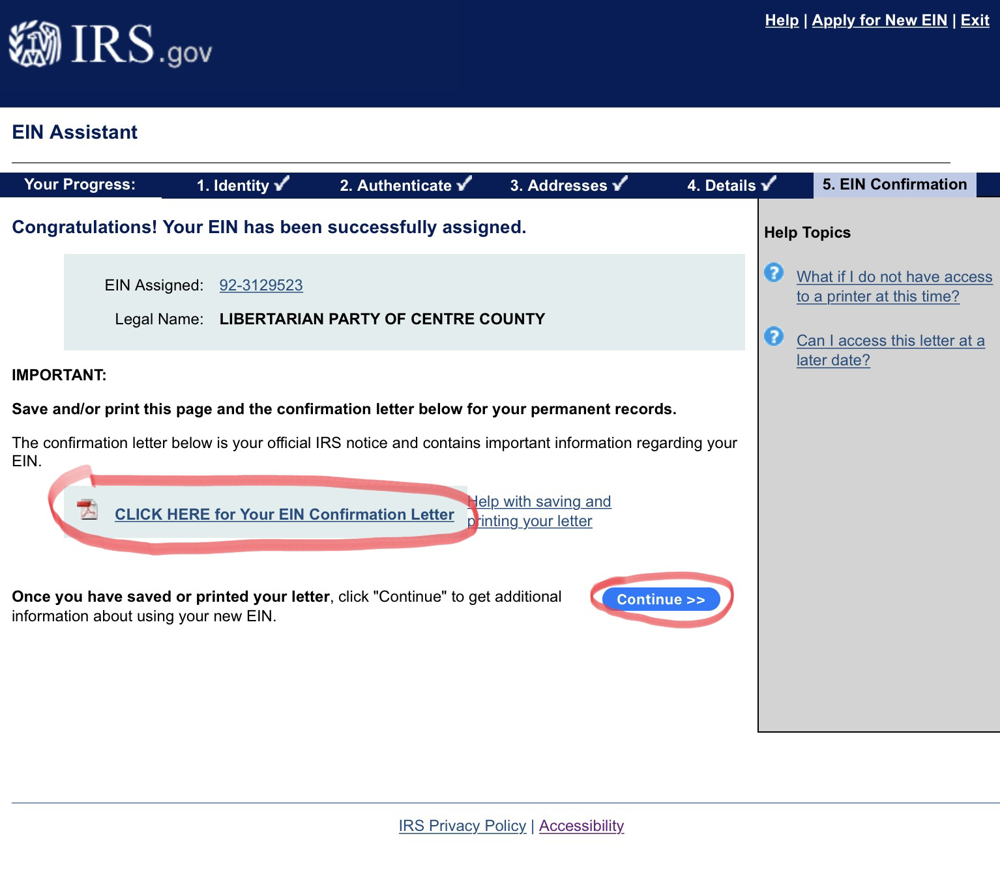 IRS.gov
Help | Apply for New EIN | Exit
EIN Assistant
Your Progress: 1. Identity 2. Authenticate 3. Addresses 4. Details 5. EIN Confirmation
Congratulations! Your EIN has been successfully assigned.
EIN Assigned: 92-3129523
Legal Name: LIBERTARIAN PARTY OF CENTRE COUNTY
IMPORTANT:
Save and/or print this page and the confirmation letter below for your permanent records.
The confirmation letter below is your official IRS notice and contains important information regarding your
EIN.
CLICK HERE for Your EIN Confirmation Letter
Help with saving and
printing your letter
Once you have saved or printed your letter, click "Continue" to get additional
information about using your new EIN.
Continue >>
Help Topics
What if I do not have access
to a printer at this time?
Can I access this letter at a
later date?
IRS Privacy Policy | Accessibility